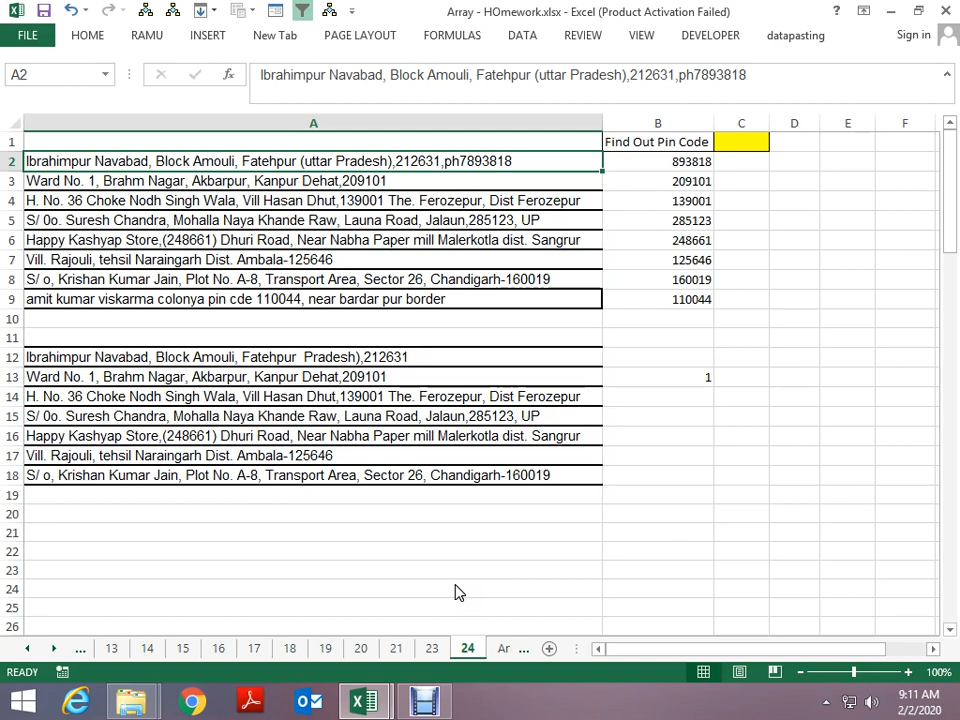 Array - HOmework.xlsx - Excel (Product Activation Failed)
FILE HOME RAMU INSERT New Tab PAGE LAYOUT FORMULAS DATA REVIEW VIEW DEVELOPER datapasting Sign in
A2 fx Ibrahimpur Navabad, Block Amouli, Fatehpur (uttar Pradesh),212631,ph7893818
A B C D E F
1 Find Out Pin Code
2 Ibrahimpur Navabad, Block Amouli, Fatehpur (uttar Pradesh),212631,ph7893818 893818
3 Ward No. 1, Brahm Nagar, Akbarpur, Kanpur Dehat,209101 209101
4 H. No. 36 Choke Nodh Singh Wala, Vill Hasan Dhut,139001 The. Ferozepur, Dist Ferozepur 139001
5 S/ 0o. Suresh Chandra, Mohalla Naya Khande Raw, Launa Road, Jalaun,285123, UP 285123
6 Happy Kashyap Store,(248661) Dhuri Road, Near Nabha Paper mill Malerkotla dist. Sangrur 248661
7 Vill. Rajouli, tehsil Naraingarh Dist. Ambala-125646 125646
8 S/ o, Krishan Kumar Jain, Plot No. A-8, Transport Area, Sector 26, Chandigarh-160019 160019
9 amit kumar viskarma colonya pin cde 110044, near bardar pur border 110044
10
11
12 Ibrahimpur Navabad, Block Amouli, Fatehpur  Pradesh),212631
13 Ward No. 1, Brahm Nagar, Akbarpur, Kanpur Dehat,209101 1
14 H. No. 36 Choke Nodh Singh Wala, Vill Hasan Dhut,139001 The. Ferozepur, Dist Ferozepur
15 S/ 0o. Suresh Chandra, Mohalla Naya Khande Raw, Launa Road, Jalaun,285123, UP
16 Happy Kashyap Store,(248661) Dhuri Road, Near Nabha Paper mill Malerkotla dist. Sangrur
17 Vill. Rajouli, tehsil Naraingarh Dist. Ambala-125646
18 S/ o, Krishan Kumar Jain, Plot No. A-8, Transport Area, Sector 26, Chandigarh-160019
19
20
21
22
23
24
25
26
... 13 14 15 16 17 18 19 20 21 22 23 24 Ar ...
READY 100%
9:11 AM
2/2/2020